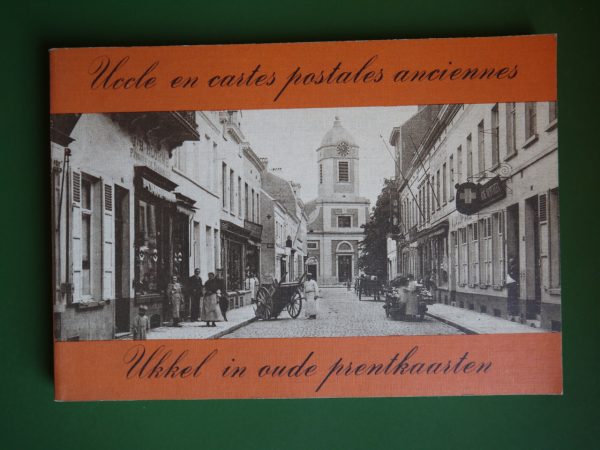 Uccle en cartes postales anciennes
Ukkel in oude prentkaarten